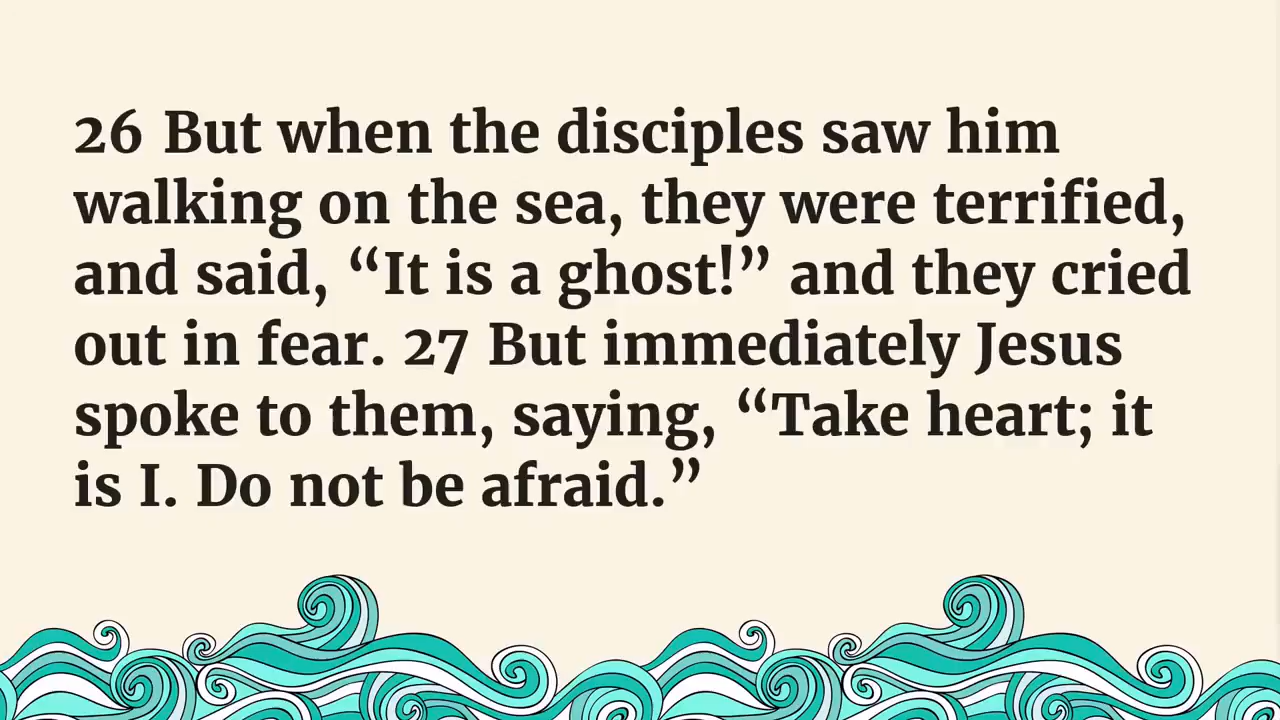 26 But when the disciples saw him
walking on the sea, they were terrified,
and said, “It is a ghost!” and they cried
out in fear. 27 But immediately Jesus
spoke to them, saying, “Take heart; it
is I. Do not be afraid.”